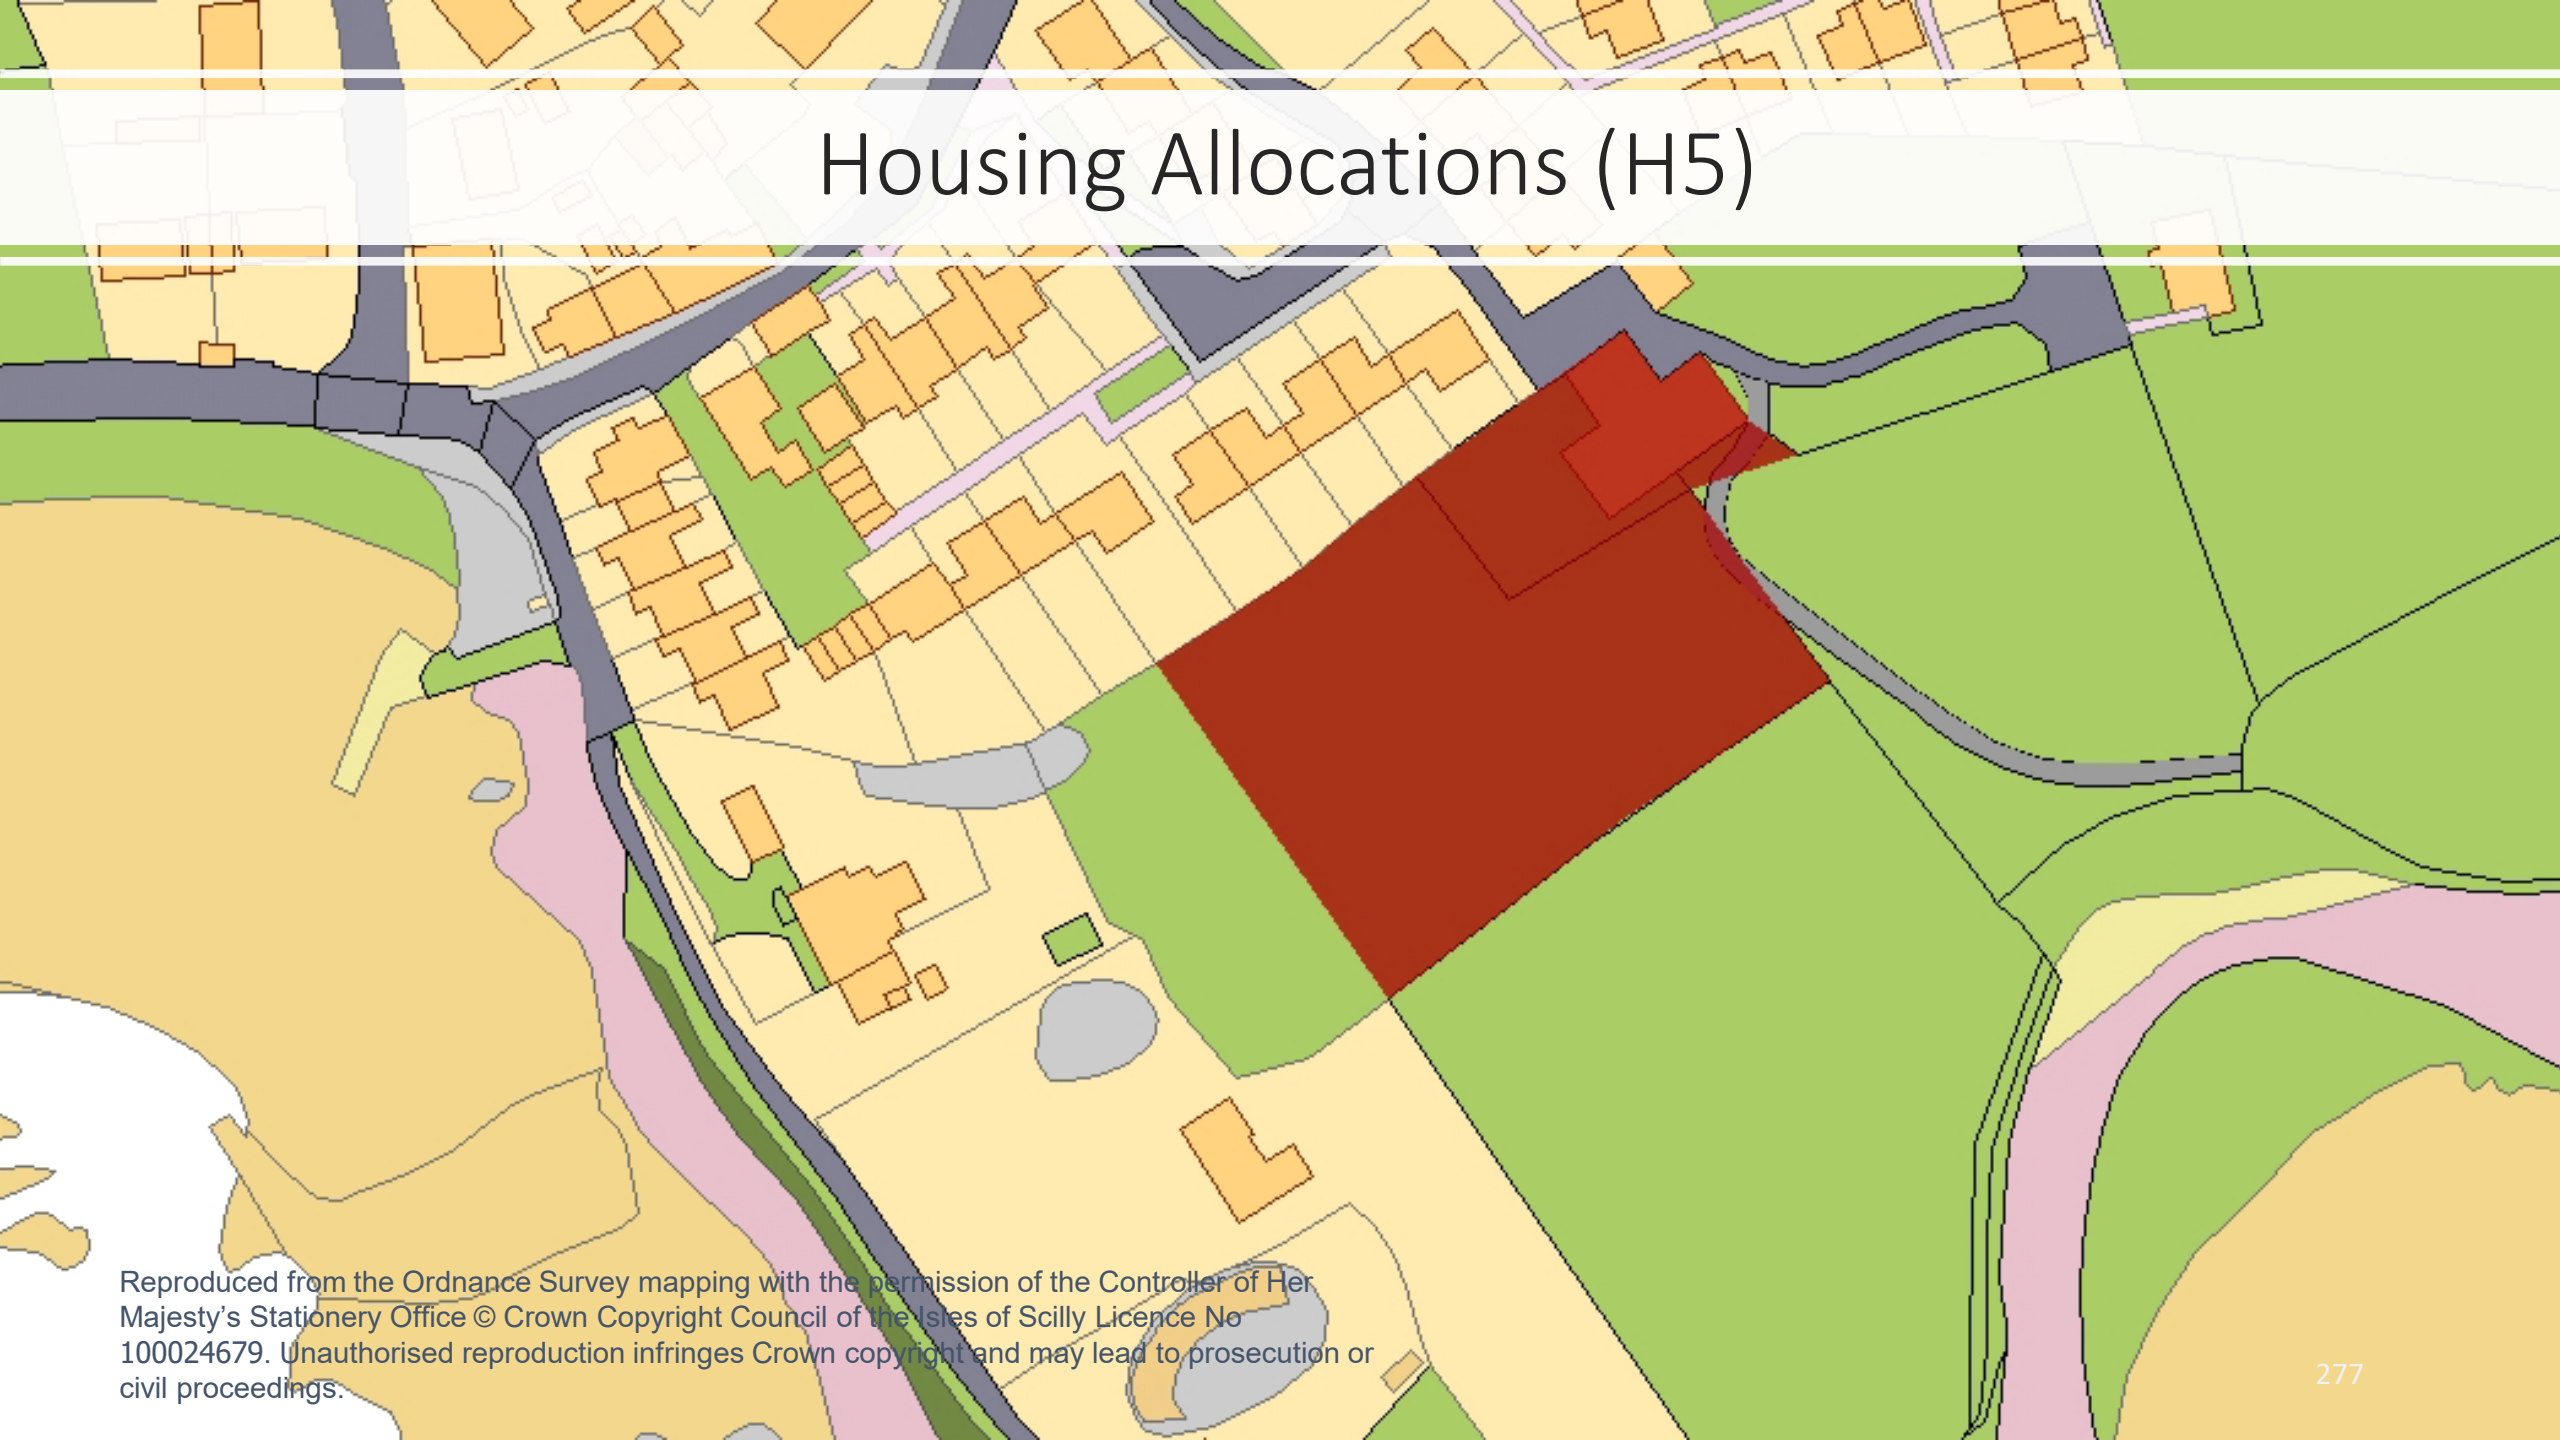 Housing Allocations (H5)
Reproduced from the Ordnance Survey mapping with the permission of the Controller of Her
Majesty’s Stationery Office © Crown Copyright Council of the Isles of Scilly Licence No
100024679. Unauthorised reproduction infringes Crown copyright and may lead to prosecution or
civil proceedings.
277